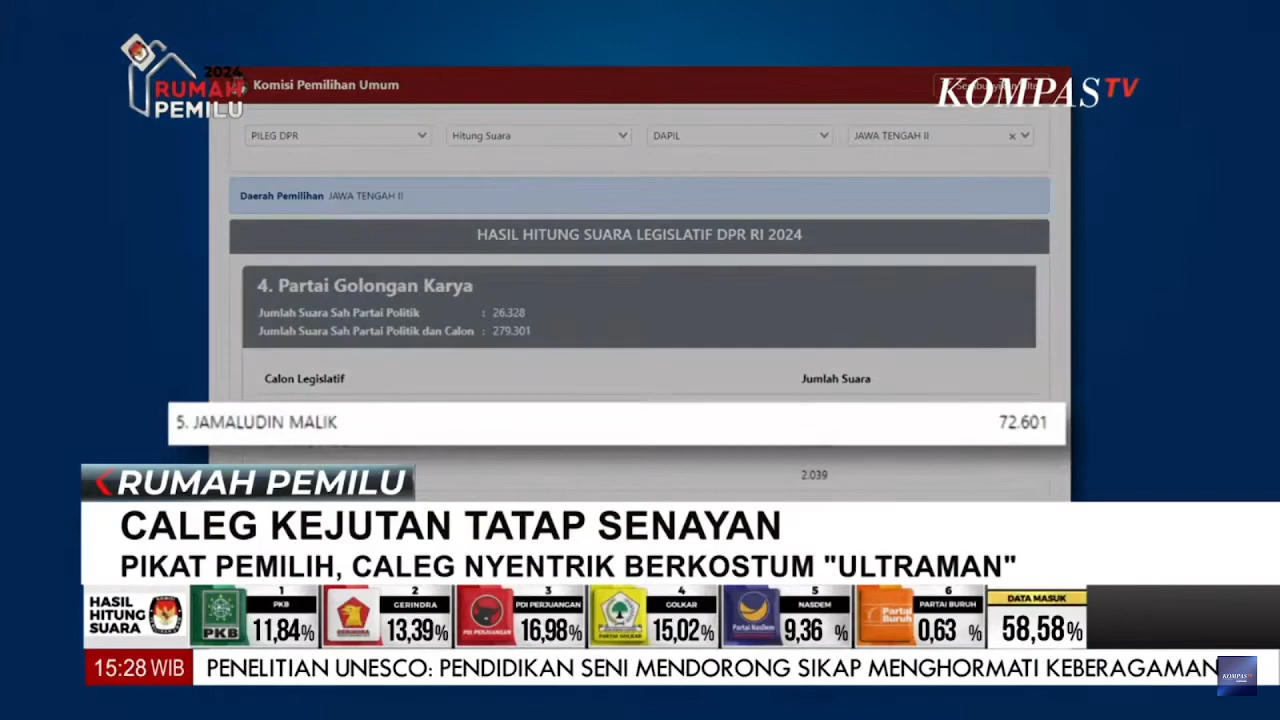 2024
RUMAH
PEMILU
Komisi Pemilihan Umum
KOMPASTV
PILEG DPR
Hitung Suara
DAPIL
JAWA TENGAH II
Daerah Pemilihan JAWA TENGAH II
HASIL HITUNG SUARA LEGISLATIF DPR RI 2024
4. Partai Golongan Karya
Jumlah Suara Sah Partai Politik : 26.328
Jumlah Suara Sah Partai Politik dan Calon : 279.301
Calon Legislatif Jumlah Suara
5. JAMALUDIN MALIK 72.601
2.039
RUMAH PEMILU
CALEG KEJUTAN TATAP SENAYAN
PIKAT PEMILIH, CALEG NYENTRIK BERKOSTUM "ULTRAMAN"
HASIL
HITUNG
SUARA
PKB
1
PKB
11,84%
GERINDRA
2
GERINDRA
13,39%
PDI PERJUANGAN
3
PDI PERJUANGAN
16,98%
PARTAI GOLKAR
4
GOLKAR
15,02%
Partai NasDem
5
NASDEM
9,36 %
Partai Buruh
6
PARTAI BURUH
0,63 %
DATA MASUK
58,58%
15:28 WIB
PENELITIAN UNESCO: PENDIDIKAN SENI MENDORONG SIKAP MENGHORMATI KEBERAGAMAN
KOMPASTV